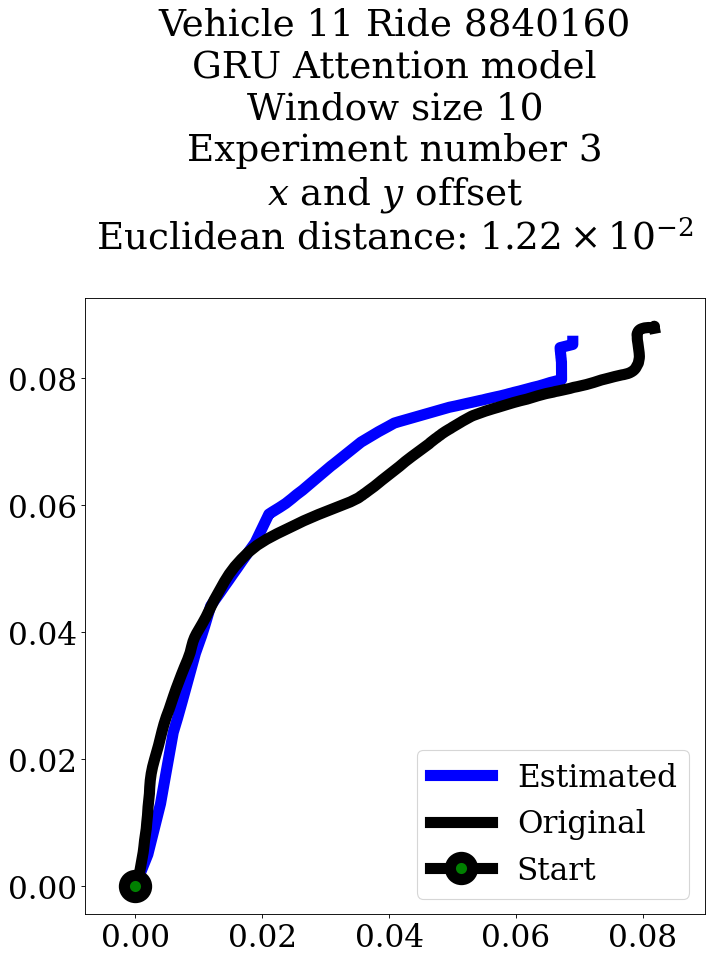 Vehicle 11 Ride 8840160
GRU Attention model
Window size 10
Experiment number 3
x and y offset
Euclidean distance: 1.22 × 10⁻²
0.08
0.06
0.04
0.02
0.00
Estimated
Original
Start
0.00 0.02 0.04 0.06 0.08